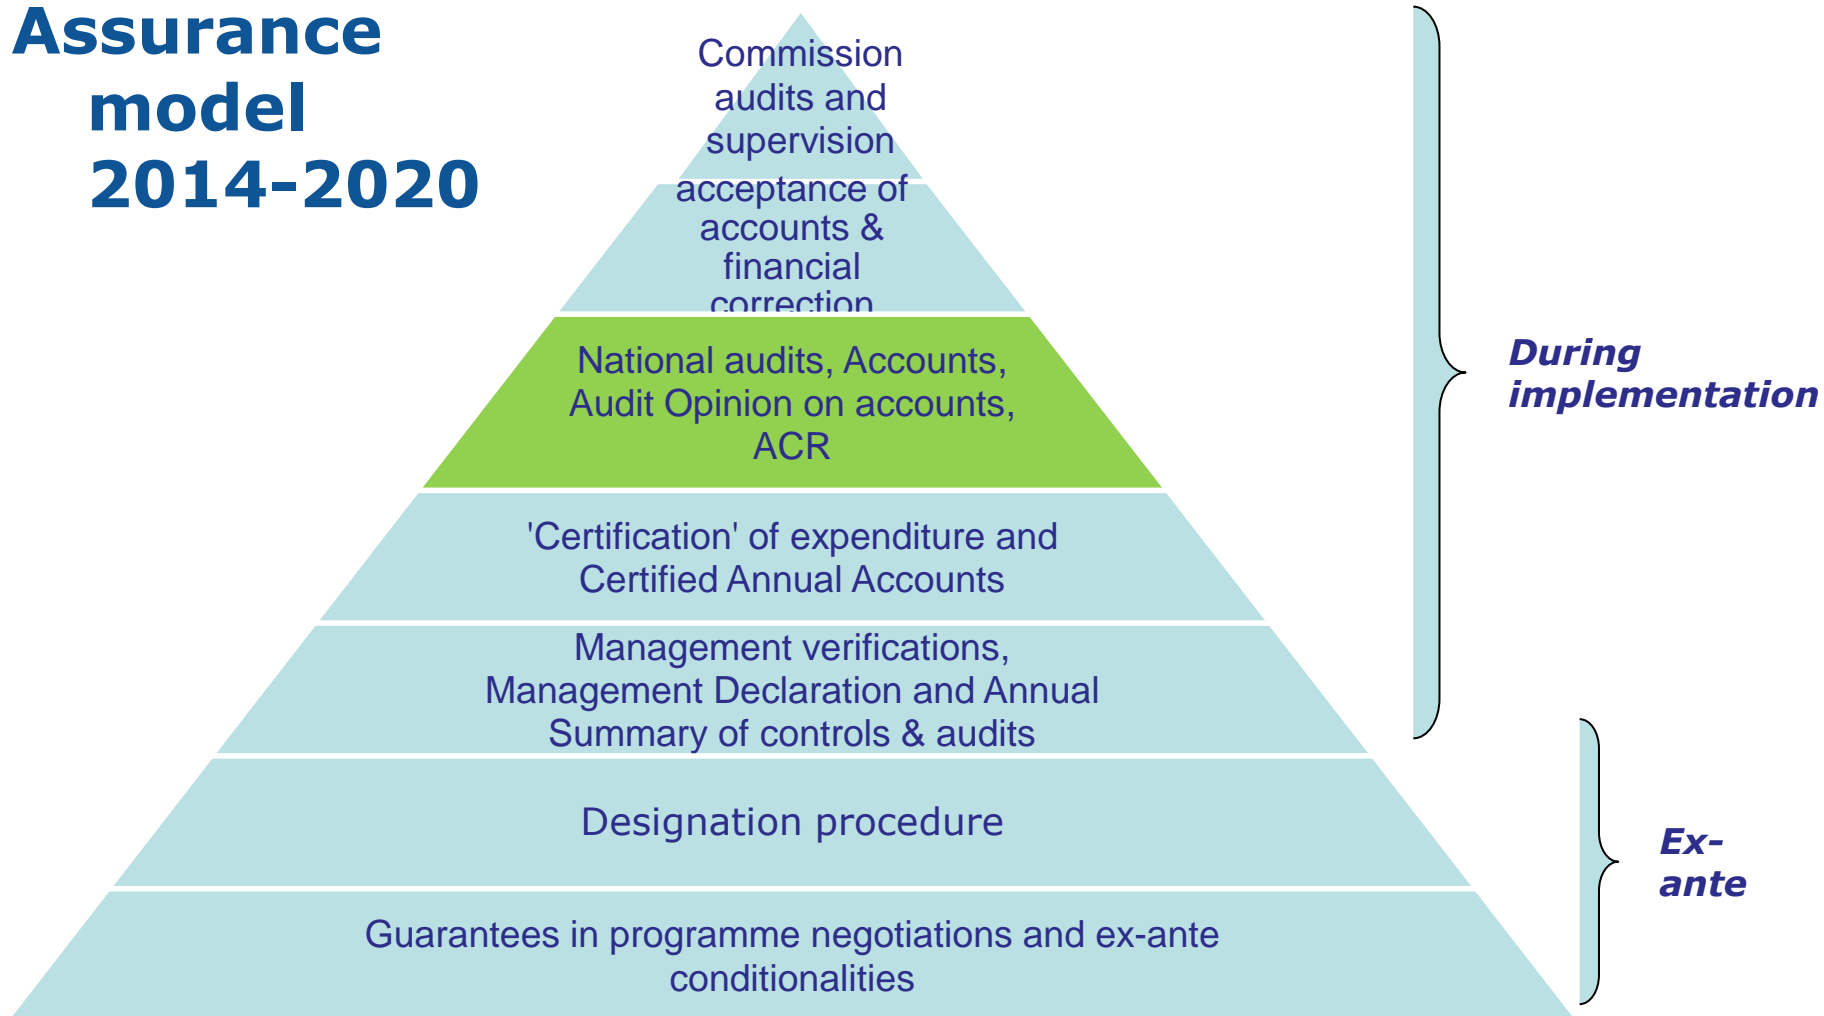 Assurance
model
2014-2020
Commission
audits and
supervision
acceptance of
accounts &
financial
correction
National audits, Accounts,
Audit Opinion on accounts,
ACR
'Certification' of expenditure and
Certified Annual Accounts
Management verifications,
Management Declaration and Annual
Summary of controls & audits
Designation procedure
Guarantees in programme negotiations and ex-ante
conditionalities
During
implementation
Ex-
ante